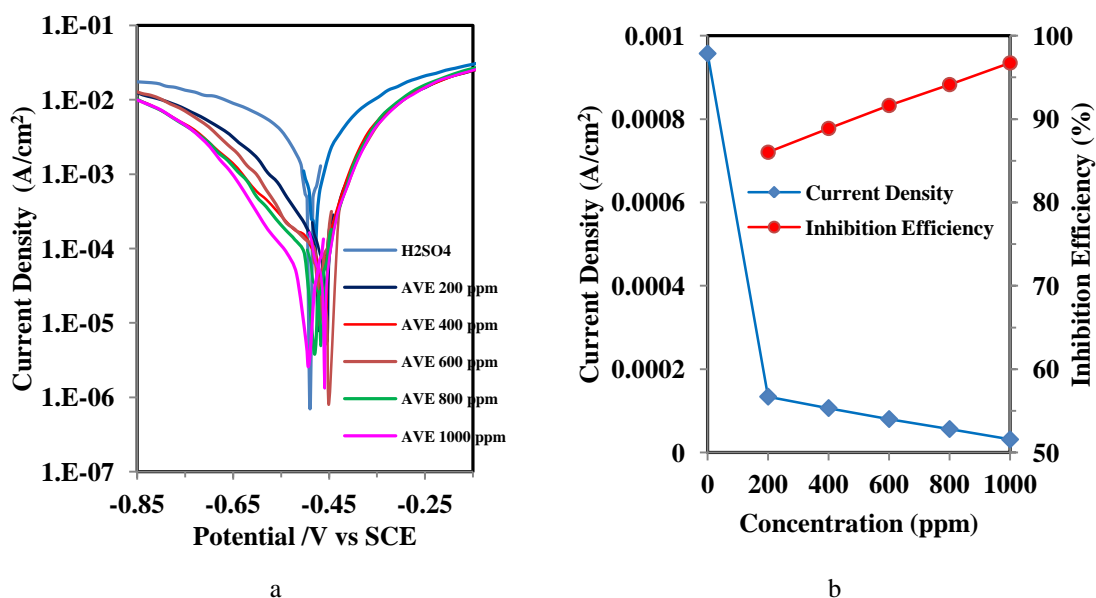 1.E-01
1.E-02
1.E-03
1.E-04
1.E-05
1.E-06
1.E-07
Current Density (A/cm²)
-0.85
-0.65
-0.45
-0.25
Potential /V vs SCE
H2SO4
AVE 200 ppm
AVE 400 ppm
AVE 600 ppm
AVE 800 ppm
AVE 1000 ppm
a
0.001
0.0008
0.0006
0.0004
0.0002
0
Current Density (A/cm²)
0 200 400 600 800 1000
Concentration (ppm)
Current Density
Inhibition Efficiency
100
90
80
70
60
50
Inhibition Efficiency (%)
b